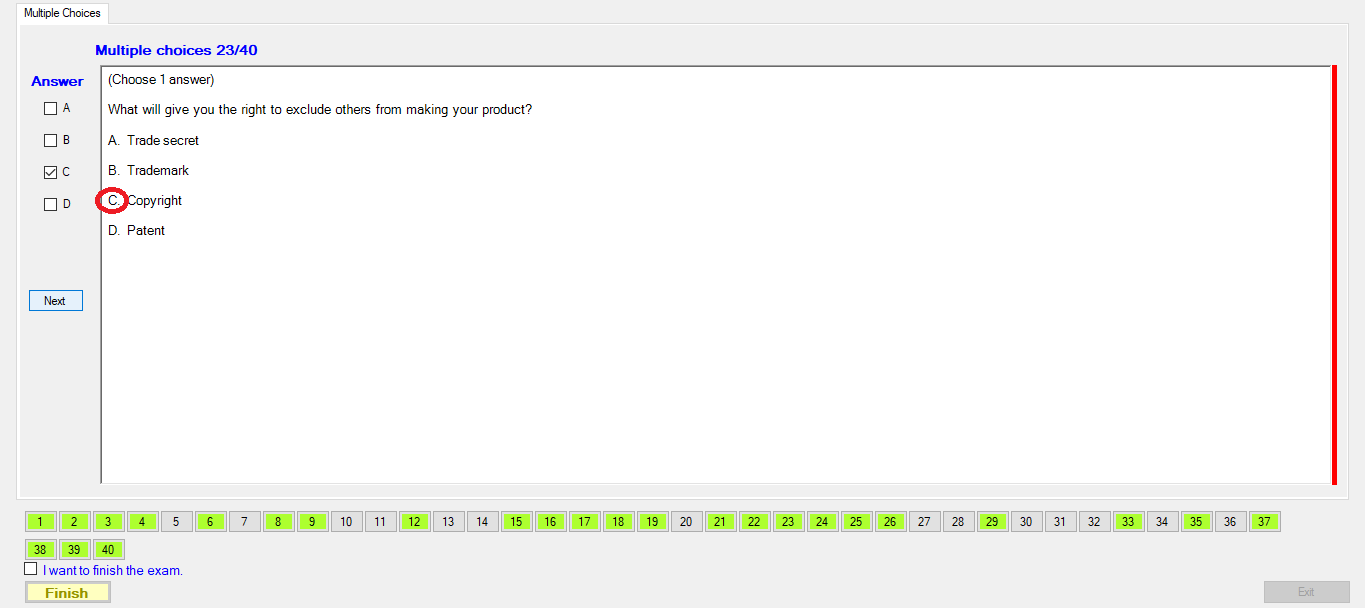 Multiple Choices
Multiple choices 23/40
Answer
A
B
C
D
(Choose 1 answer)
What will give you the right to exclude others from making your product?
A. Trade secret
B. Trademark
C. Copyright
D. Patent
Next
1 2 3 4 5 6 7 8 9 10 11 12 13 14 15 16 17 18 19 20 21 22 23 24 25 26 27 28 29 30 31 32 33 34 35 36 37
38 39 40
I want to finish the exam.
Finish
Exit